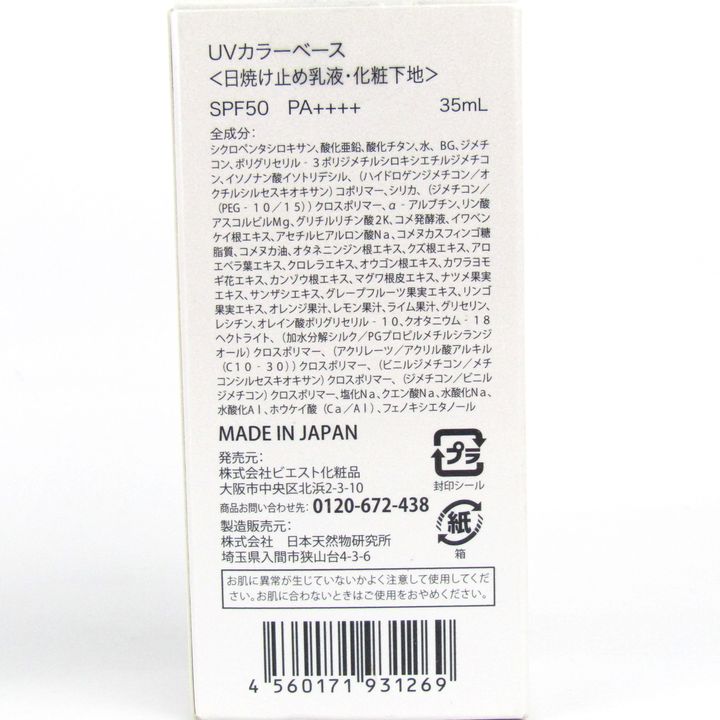 UVカラーベース
＜日焼け止め乳液・化粧下地＞
SPF50 PA++++ 35mL
全成分：
シクロペンタシロキサン、酸化亜鉛、酸化チタン、水、BG、ジメチ
コン、ポリグリセリル‐３ポリジメチルシロキシエチルジメチコ
ン、イソノナン酸イソトリデシル、（ハイドロゲンジメチコン／オ
クチルシルセスキオキサン）コポリマー、シリカ、（ジメチコン／
（PEG‐10／15））クロスポリマー、α‐アルブチン、リン酸
アスコルビルMg、グリチルリチン酸2K、コメ発酵液、イワベン
ケイ根エキス、アセチルヒアルロン酸Na、コメヌカスフィンゴ糖
脂質、コメヌカ油、オタネニンジン根エキス、クズ根エキス、アロ
エベラ葉エキス、クロレラエキス、オウゴン根エキス、カワラヨモ
ギ花エキス、カンゾウ根エキス、マグワ根皮エキス、ナツメ果実
エキス、サンザシエキス、グレープフルーツ果実エキス、リンゴ
果実エキス、オレンジ果汁、レモン果汁、ライム果汁、グリセリン、
レシチン、オレイン酸ポリグリセリル‐10、クオタニウム‐18
ヘクトライト、（加水分解シルク／PGプロピルメチルシランジ
オール）クロスポリマー、（アクリレーツ／アクリル酸アルキル
（C10‐30））クロスポリマー、（ビニルジメチコン／メチ
コンシルセスキオキサン）クロスポリマー、（ジメチコン／ビニル
ジメチコン）クロスポリマー、塩化Na、クエン酸Na、水酸化Na、
水酸化Al、ホウケイ酸（Ca／Al）、フェノキシエタノール
MADE IN JAPAN
発売元：
株式会社ピエスト化粧品
大阪市中央区北浜2-3-10
商品お問い合わせ先：0120-672-438
製造販売元：
株式会社 日本天然物研究所
埼玉県入間市狭山台4-3-6
プラ
封印シール
紙
箱
お肌に異常が生じていないかよく注意して使用してくだ
さい。お肌に合わないときはご使用をおやめください。
4 560171 931269